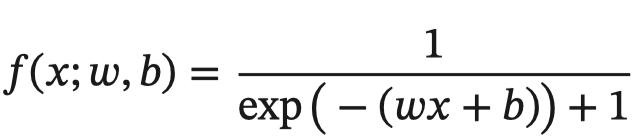 f(x; w, b) = 1 / (exp(−(wx + b)) + 1)